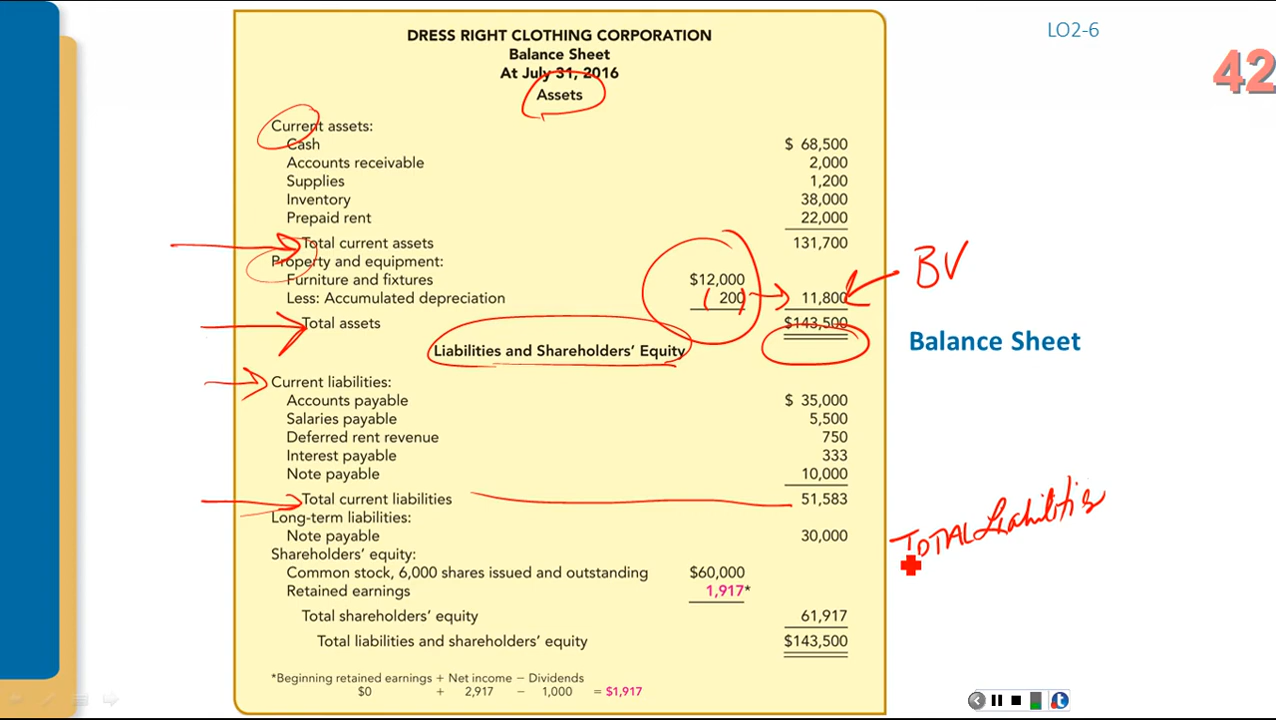 LO2-6
42
DRESS RIGHT CLOTHING CORPORATION
Balance Sheet
At July 31, 2016
Assets
Current assets:
Cash $ 68,500
Accounts receivable 2,000
Supplies 1,200
Inventory 38,000
Prepaid rent 22,000
Total current assets 131,700
Property and equipment:
Furniture and fixtures $12,000
Less: Accumulated depreciation (200) 11,800
BV
Total assets $143,500
Balance Sheet
Liabilities and Shareholders' Equity
Current liabilities:
Accounts payable $ 35,000
Salaries payable 5,500
Deferred rent revenue 750
Interest payable 333
Note payable 10,000
Total current liabilities 51,583
Long-term liabilities:
Note payable 30,000
TOTAL Liabilities
Shareholders' equity:
Common stock, 6,000 shares issued and outstanding $60,000
Retained earnings 1,917*
Total shareholders' equity 61,917
Total liabilities and shareholders' equity $143,500
*Beginning retained earnings + Net income − Dividends
$0 + 2,917 − 1,000 = $1,917